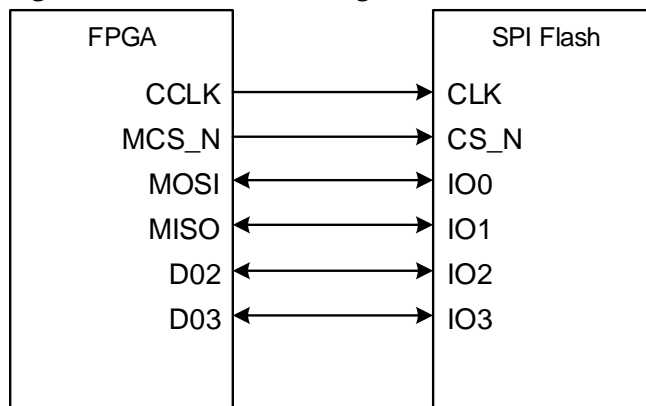 FPGA SPI Flash
CCLK CLK
MCS_N CS_N
MOSI IO0
MISO IO1
D02 IO2
D03 IO3